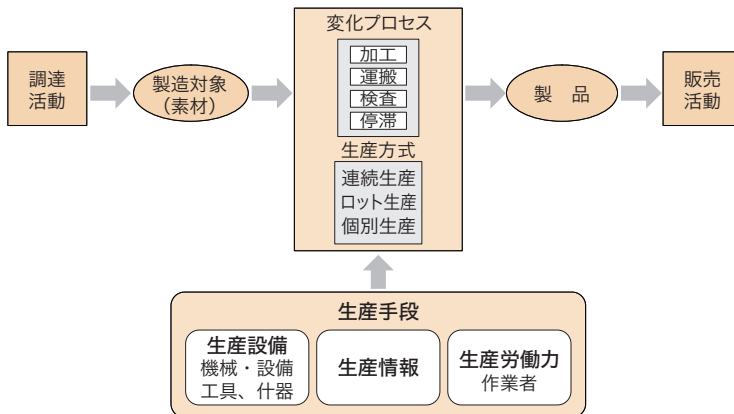 調達
活動
製造対象
（素材）
変化プロセス
加工
運搬
検査
停滞
生産方式
連続生産
ロット生産
個別生産
製　品
販売
活動
生産手段
生産設備
機械・設備
工具、什器
生産情報
生産労働力
作業者